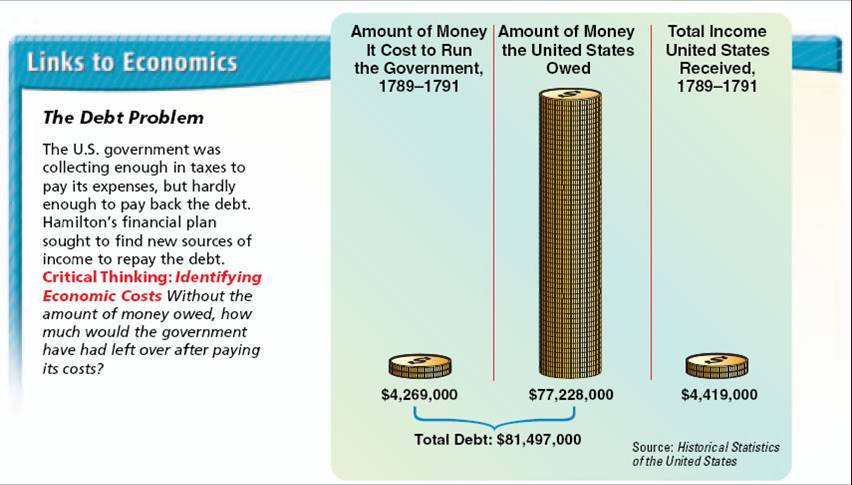 Links to Economics
The Debt Problem
The U.S. government was
collecting enough in taxes to
pay its expenses, but hardly
enough to pay back the debt.
Hamilton's financial plan
sought to find new sources of
income to repay the debt.
Critical Thinking: Identifying
Economic Costs Without the
amount of money owed, how
much would the government
have had left over after paying
its costs?
Amount of Money
It Cost to Run
the Government,
1789–1791
Amount of Money
the United States
Owed
Total Income
United States
Received,
1789–1791
$
$
$
$4,269,000
$77,228,000
$4,419,000
Total Debt: $81,497,000
Source: Historical Statistics
of the United States